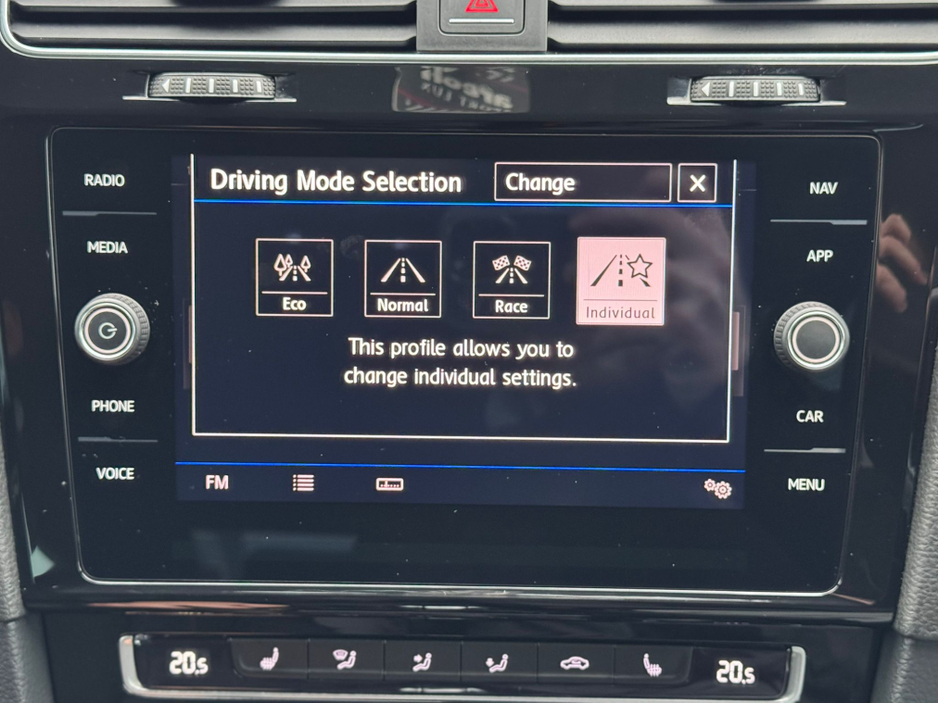 RADIO
MEDIA
PHONE
VOICE
Driving Mode Selection
Change
X
Eco
Normal
Race
Individual
This profile allows you to
change individual settings.
FM
NAV
APP
CAR
MENU
20.5
20.5